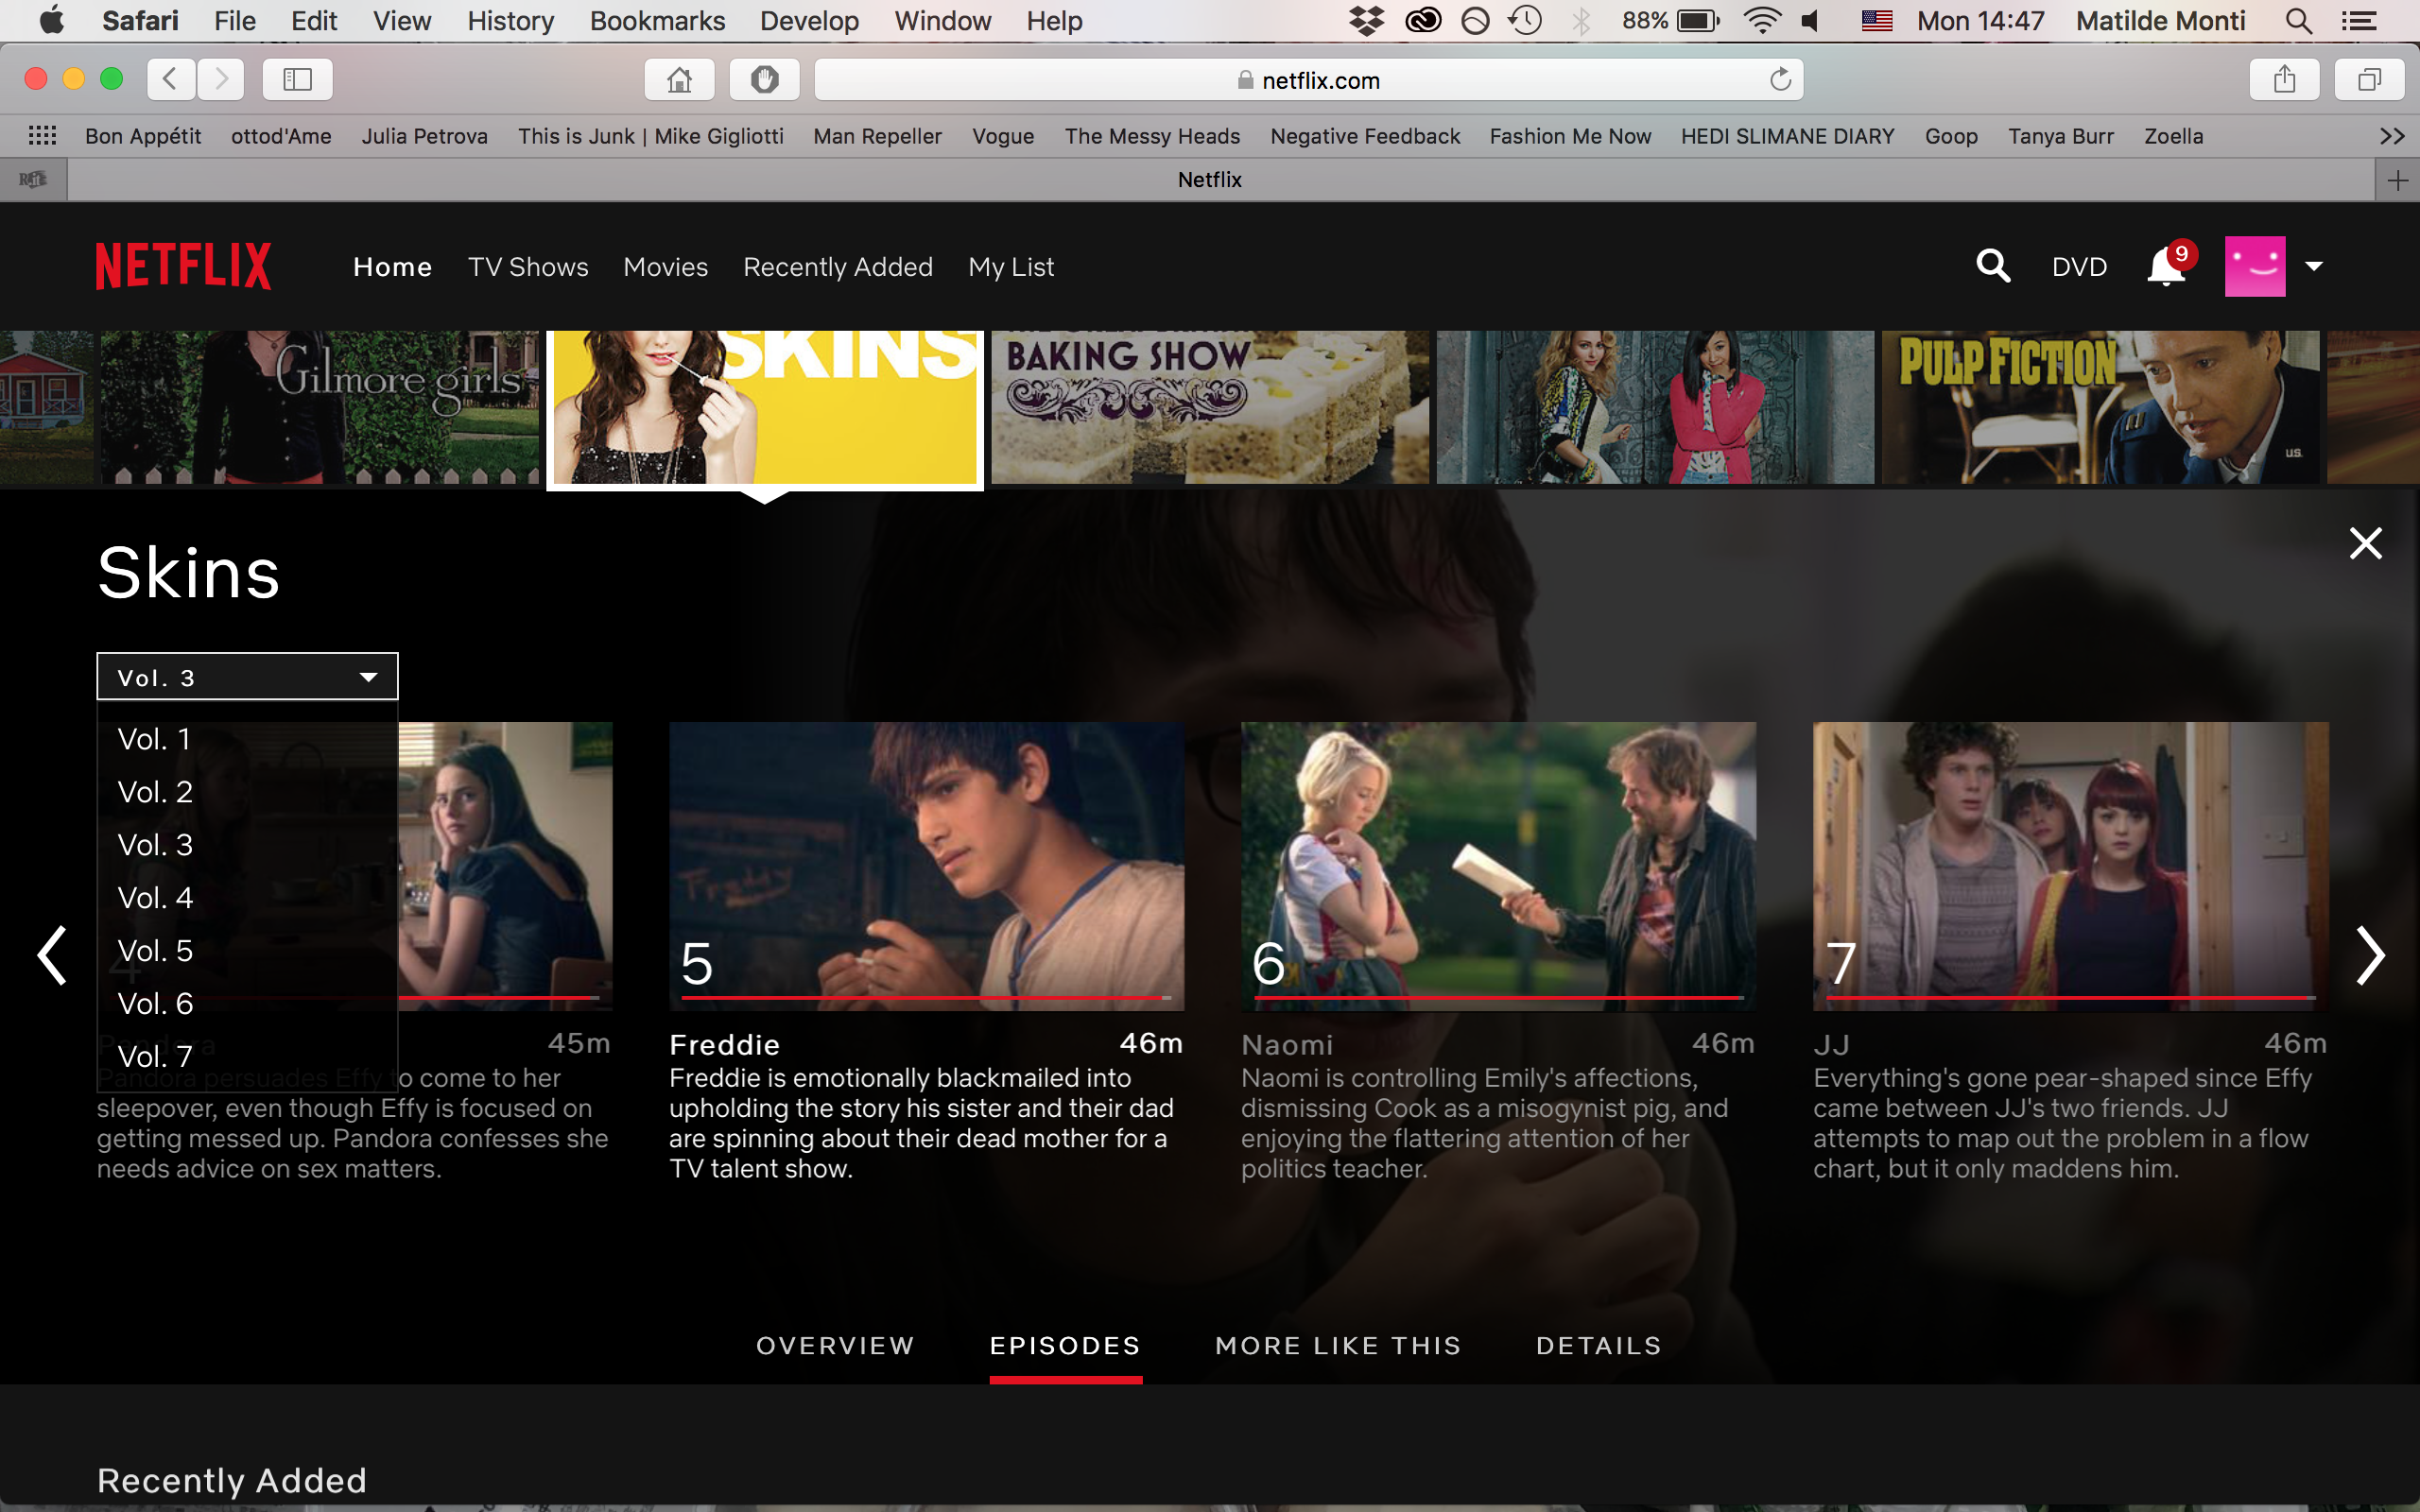 Safari File Edit View History Bookmarks Develop Window Help 88% Mon 14:47 Matilde Monti
netflix.com
Bon Appétit ottod'Ame Julia Petrova This is Junk | Mike Gigliotti Man Repeller Vogue The Messy Heads Negative Feedback Fashion Me Now HEDI SLIMANE DIARY Goop Tanya Burr Zoella
Netflix
NETFLIX Home TV Shows Movies Recently Added My List DVD 9
Gilmore girls
SKINS
BAKING SHOW
PULP FICTION
U.S.
Skins
Vol. 3
Vol. 1
Vol. 2
Vol. 3
Vol. 4
Vol. 5
Vol. 6
Vol. 7
4
Pandora 45m
Pandora persuades Effy to come to her
sleepover, even though Effy is focused on
getting messed up. Pandora confesses she
needs advice on sex matters.
Freddy
5
Freddie 46m
Freddie is emotionally blackmailed into
upholding the story his sister and their dad
are spinning about their dead mother for a
TV talent show.
6
Naomi 46m
Naomi is controlling Emily's affections,
dismissing Cook as a misogynist pig, and
enjoying the flattering attention of her
politics teacher.
7
JJ 46m
Everything's gone pear-shaped since Effy
came between JJ's two friends. JJ
attempts to map out the problem in a flow
chart, but it only maddens him.
OVERVIEW EPISODES MORE LIKE THIS DETAILS
Recently Added